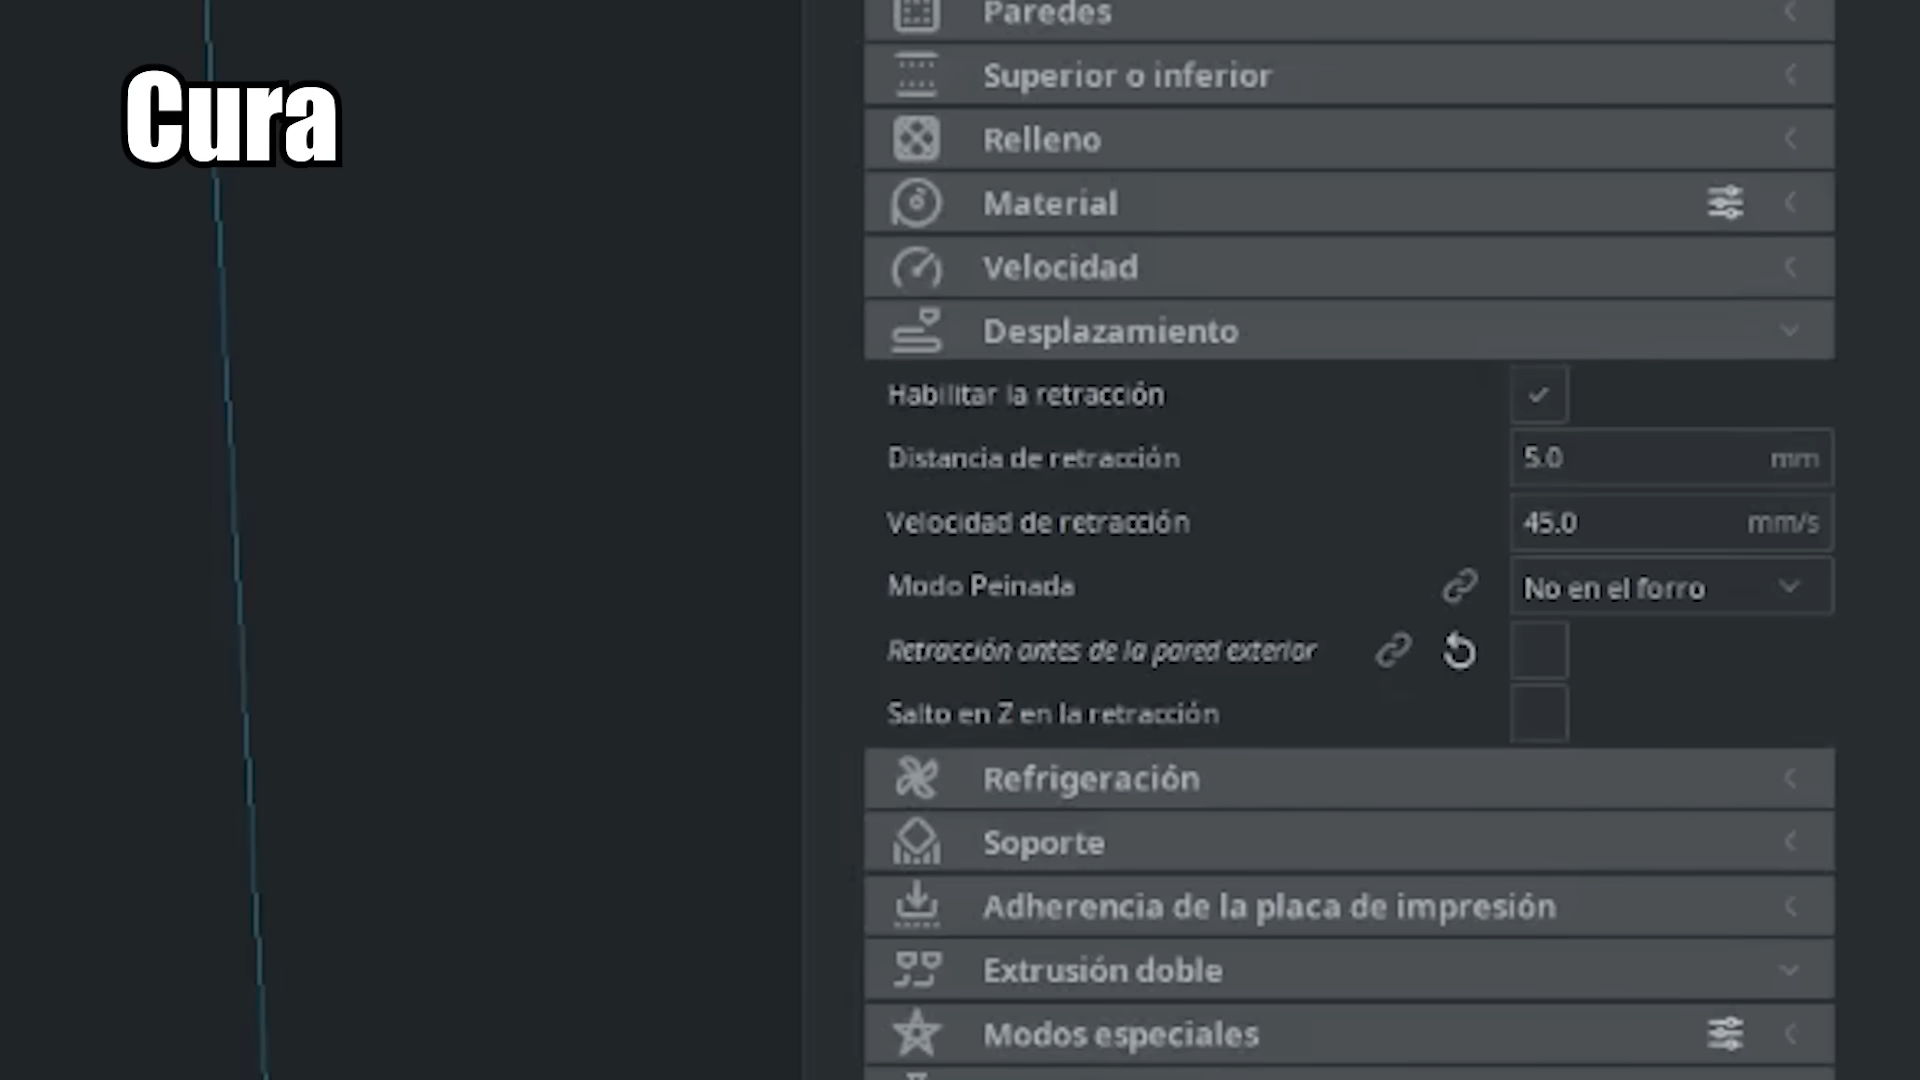 Cura
Paredes
Superior o inferior
Relleno
Material
Velocidad
Desplazamiento
Habilitar la retracción
Distancia de retracción 5.0 mm
Velocidad de retracción 45.0 mm/s
Modo Peinada No en el forro
Retracción antes de la pared exterior
Salto en Z en la retracción
Refrigeración
Soporte
Adherencia de la placa de impresión
Extrusión doble
Modos especiales